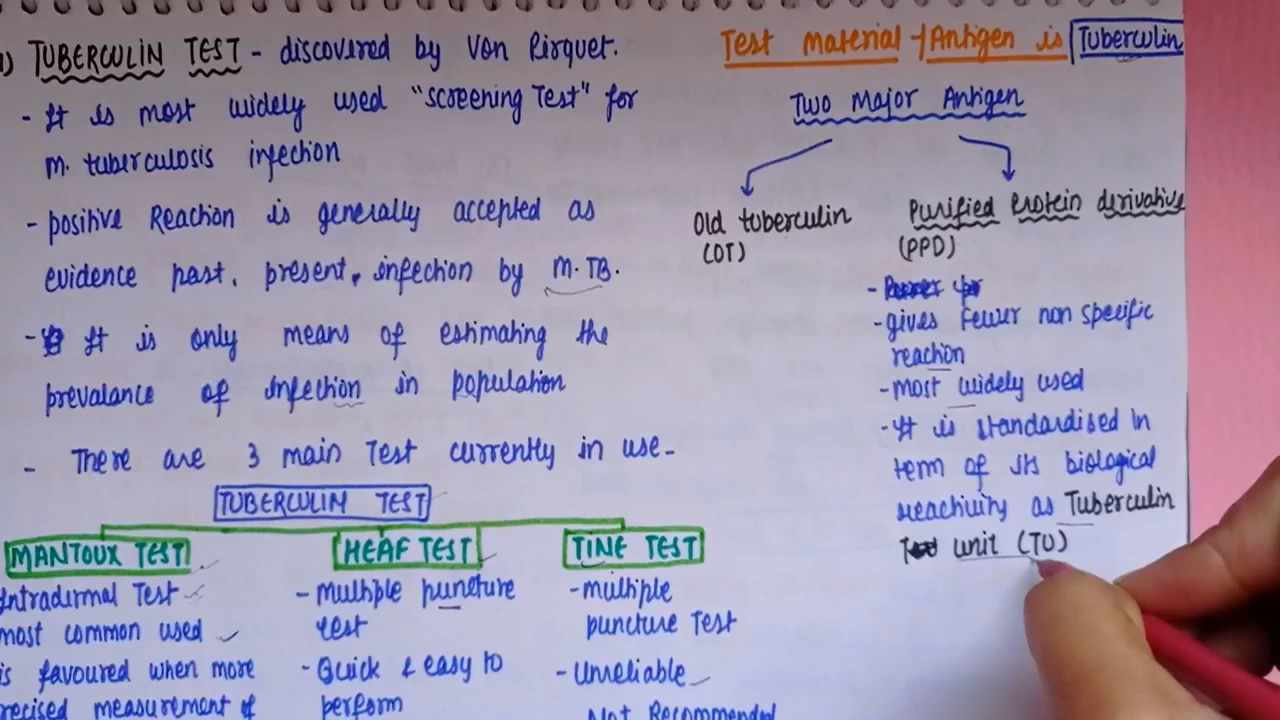 1) TUBERCULIN TEST - discovered by Von Pirquet.
- It is most widely used "screening Test" for
m. tuberculosis infection
- positive Reaction is generally accepted as
evidence past, present, infection by M.TB.
- It is only means of estimating the
prevalance of infection in population
- There are 3 main Test currently in use-
TUBERCULIN TEST
MANTOUX TEST
Intradirmal Test
most common used
is favoured when more
recised measurement of
HEAF TEST
- multiple puncture
test
- Quick & easy to
perform
TINE TEST
- multiple
puncture Test
- Unreliable
Not Recommended
Test Material / Antigen is Tuberculin
Two Major Antigen
Old tuberculin
(OT)
Purified Protein derivative
(PPD)
- gives fewer non specific
reaction
- most widely used
- It is standardised in
term of its biological
reactivity as Tuberculin
unit (TU)